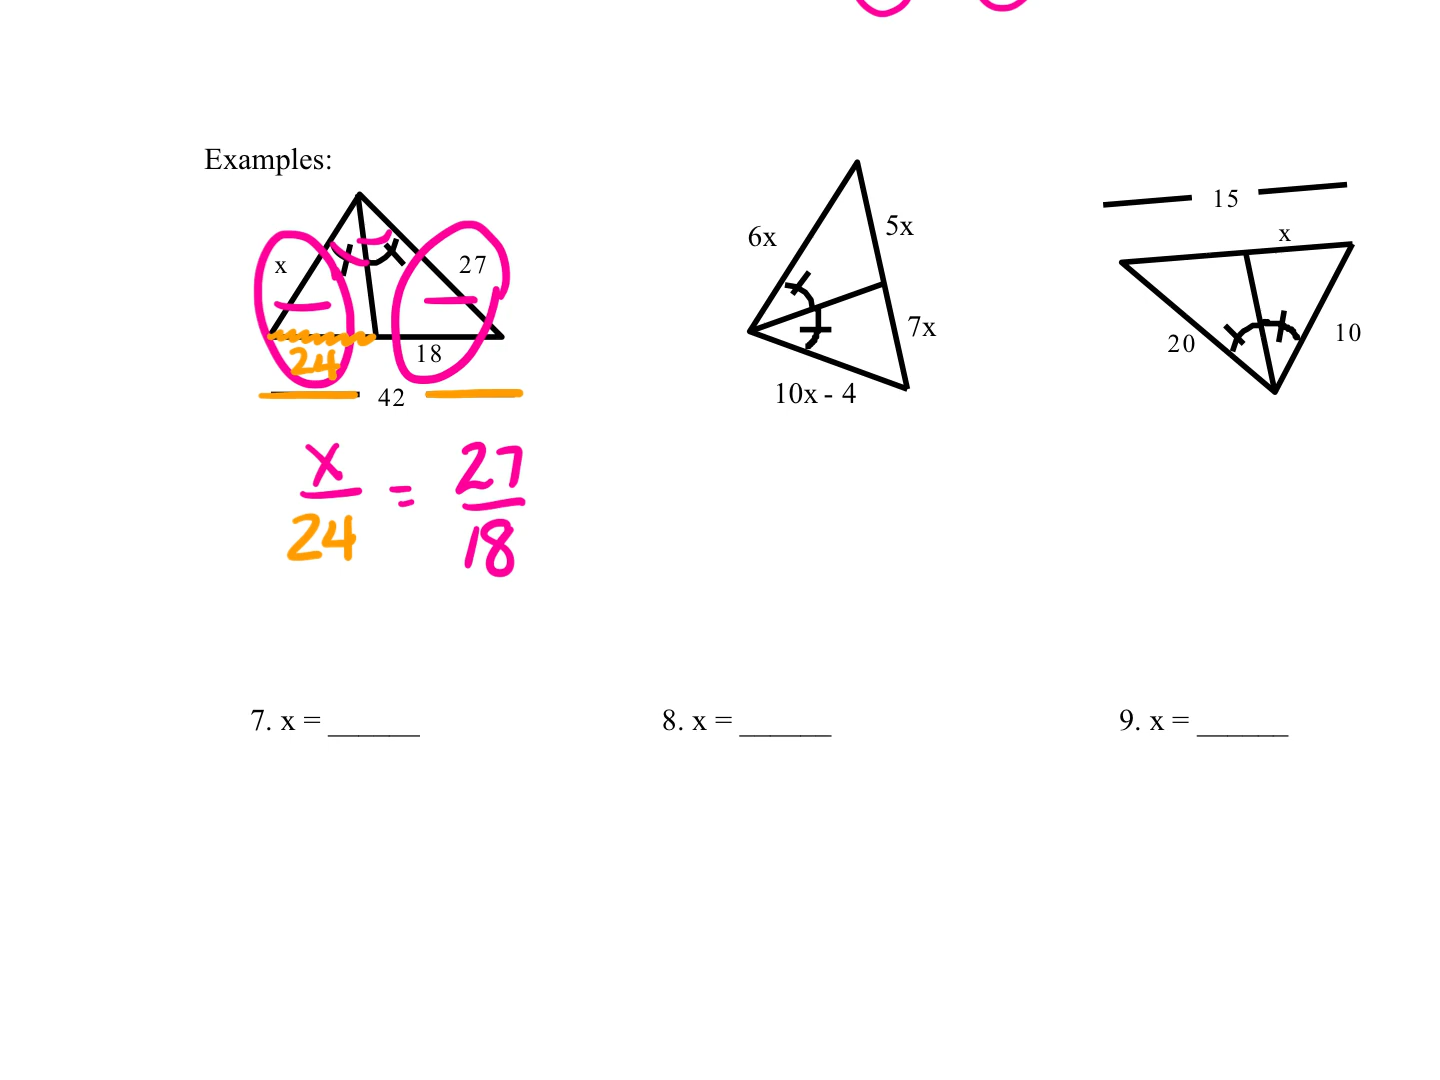 Examples:
x
27
24
18
42
x/24 = 27/18
6x
5x
7x
10x - 4
15
x
20
10
7. x = ______
8. x = ______
9. x = ______